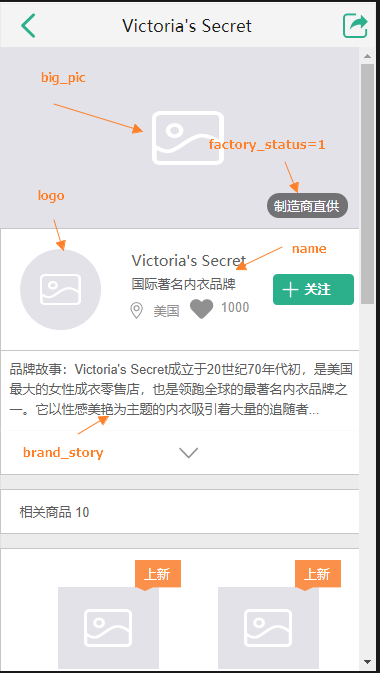 Victoria's Secret
big_pic
factory_status=1
制造商直供
logo
name
Victoria's Secret
国际著名内衣品牌
关注
美国
1000
品牌故事：Victoria's Secret成立于20世纪70年代初，是美国
最大的女性成衣零售店，也是领跑全球的最著名内衣品牌之
一。它以性感美艳为主题的内衣吸引着大量的追随者...
brand_story
相关商品 10
上新
上新